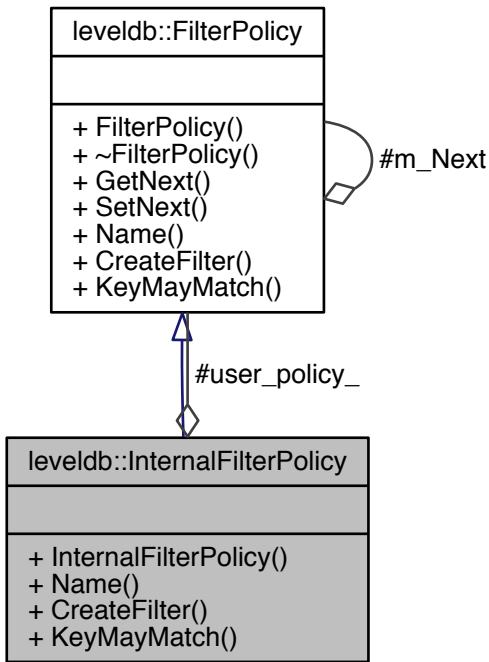 leveldb::FilterPolicy
+ FilterPolicy()
+ ~FilterPolicy()
+ GetNext()
+ SetNext()
+ Name()
+ CreateFilter()
+ KeyMayMatch()
#m_Next
#user_policy_
leveldb::InternalFilterPolicy
+ InternalFilterPolicy()
+ Name()
+ CreateFilter()
+ KeyMayMatch()